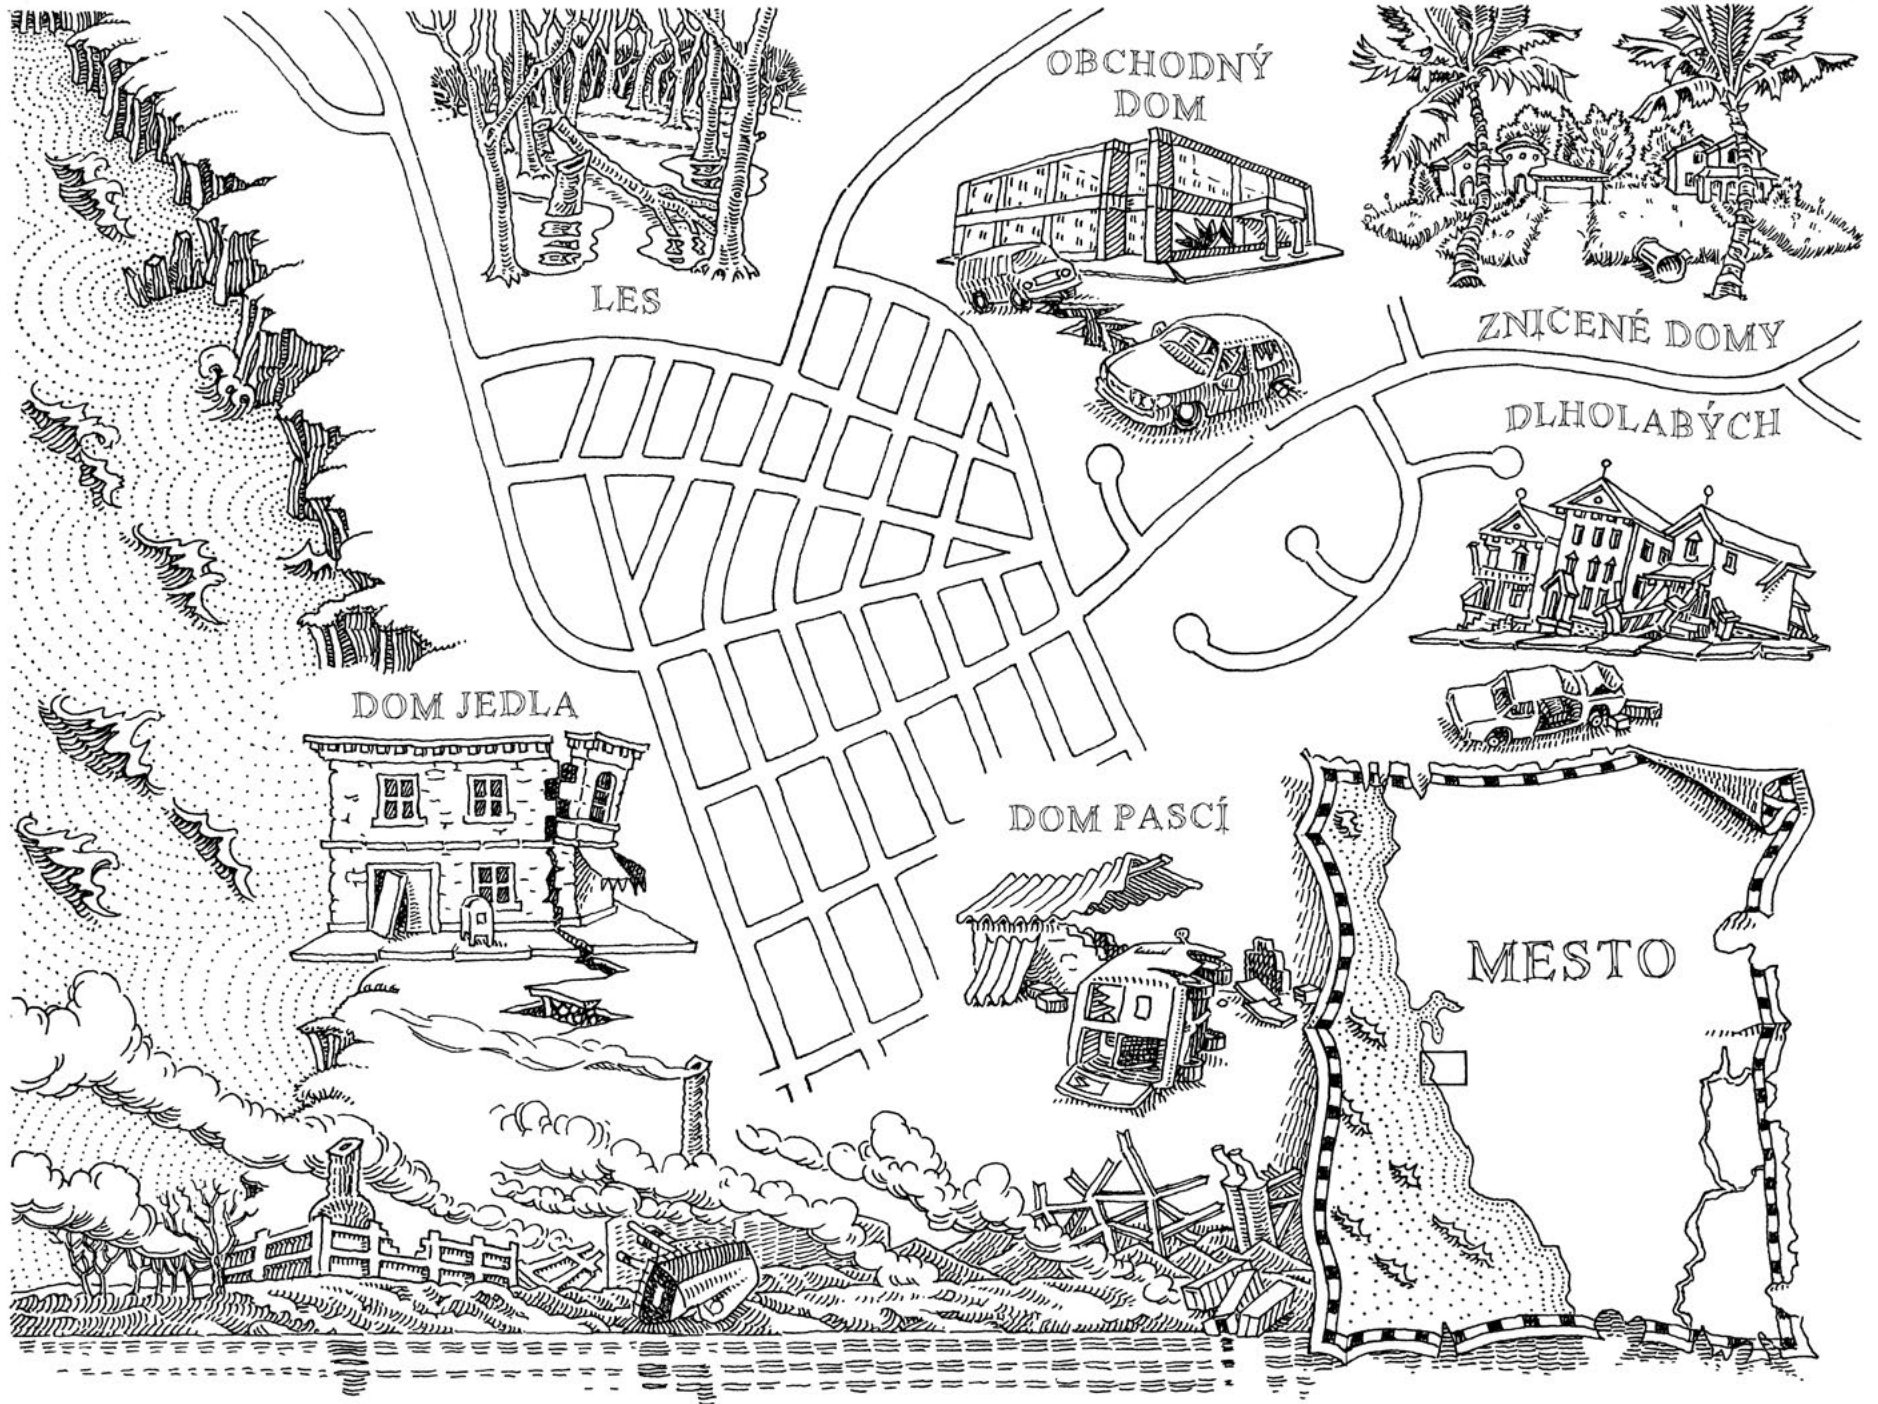 OBCHODNÝ
DOM
LES
ZNIČENÉ DOMY
DLHOLABÝCH
DOM JEDLA
DOM PASCÍ
MESTO